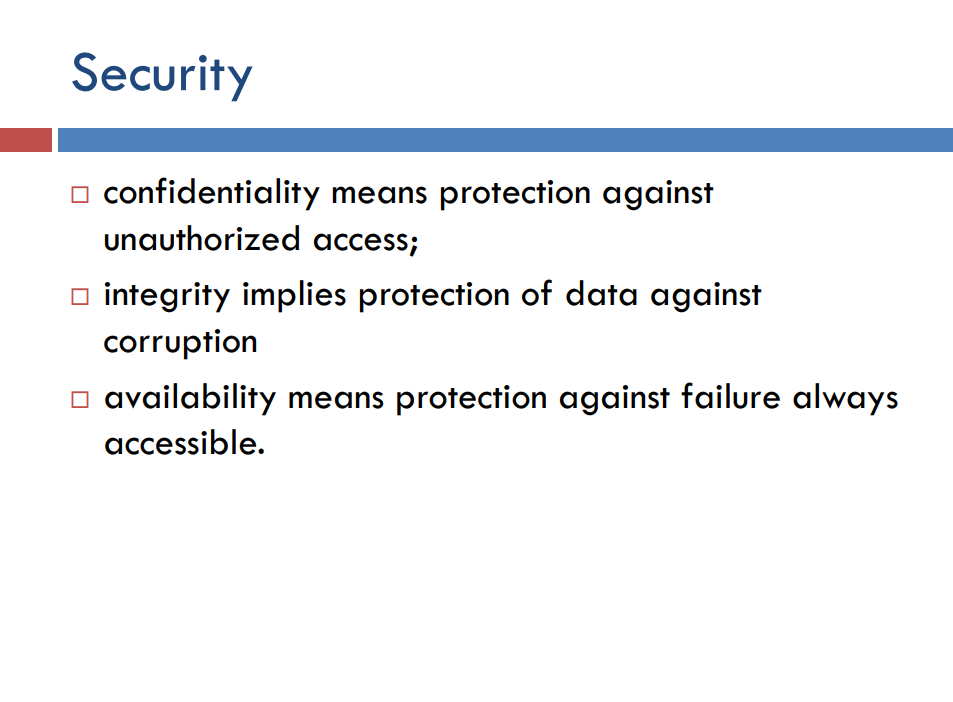 Security
confidentiality means protection against
unauthorized access;
integrity implies protection of data against
corruption
availability means protection against failure always
accessible.